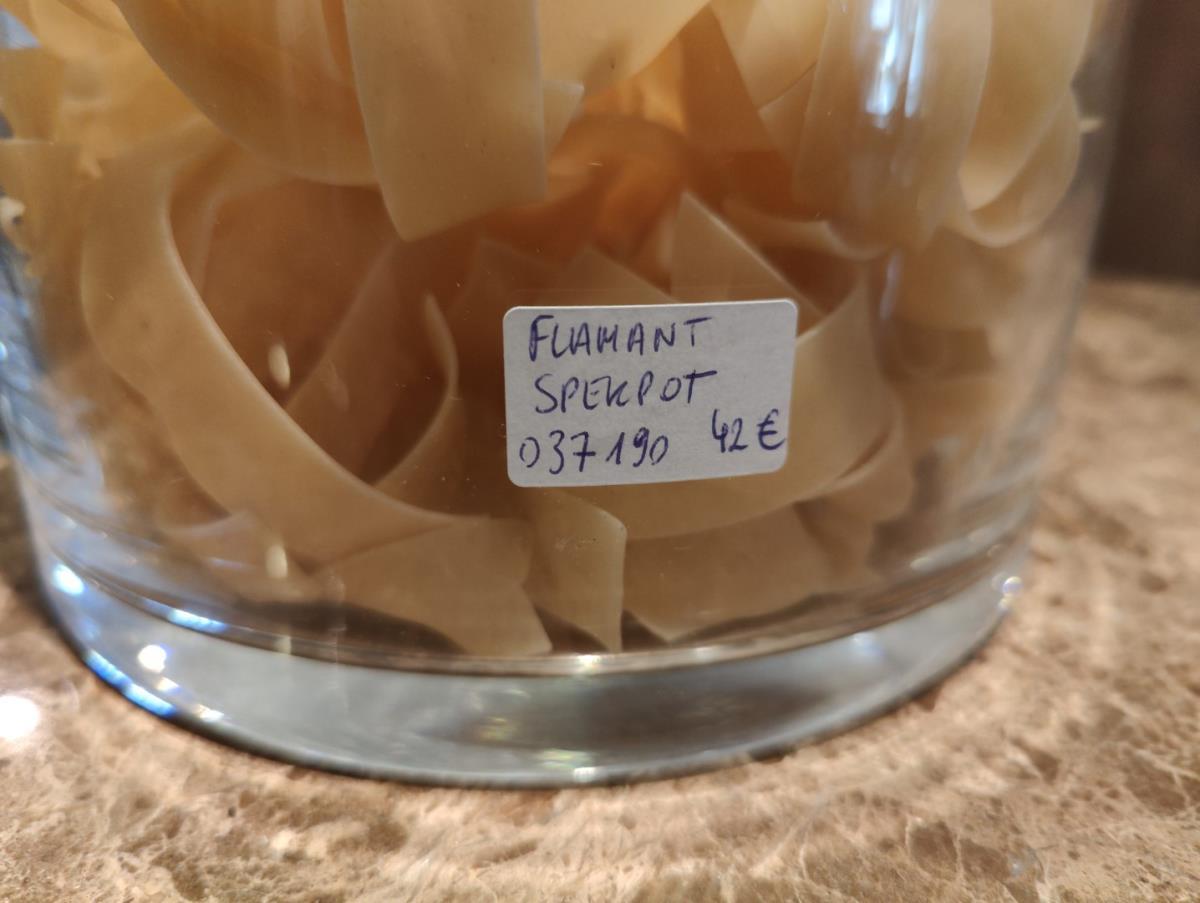 FLAMANT
SPEKPOT
037190 42 €